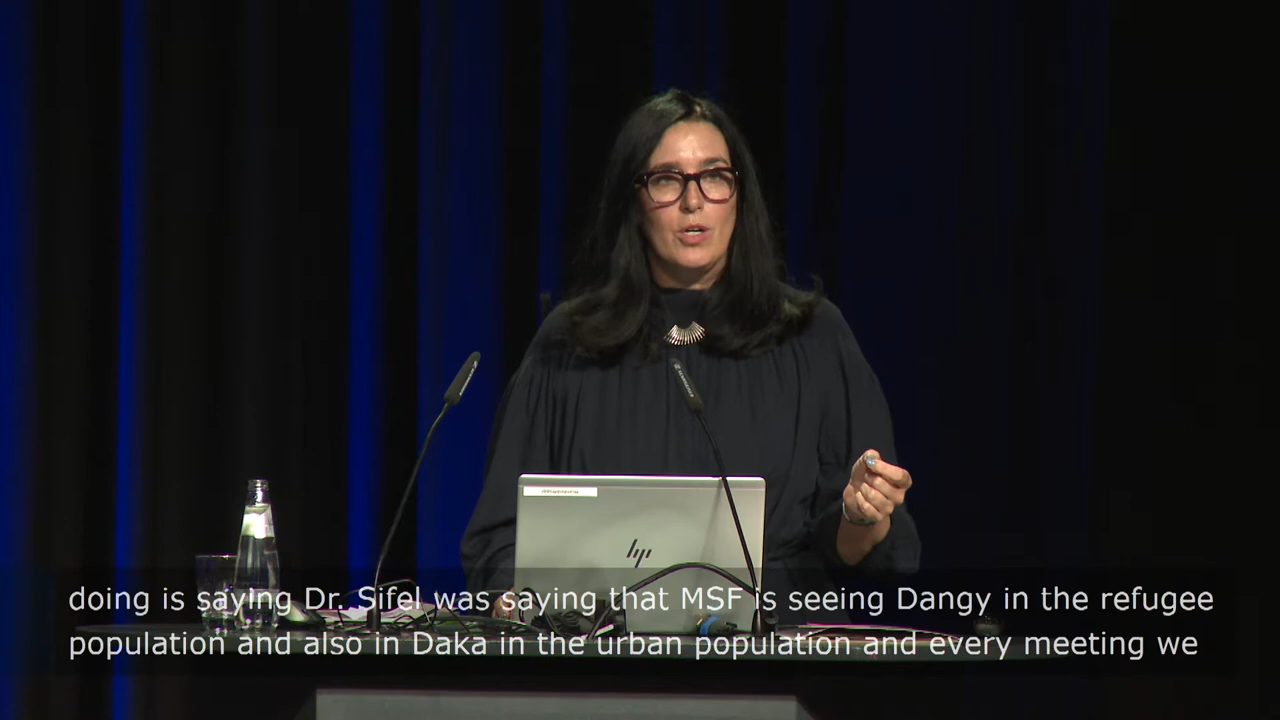 hp
doing is saying Dr. Sifel was saying that MSF is seeing Dangy in the refugee
population and also in Daka in the urban population and every meeting we